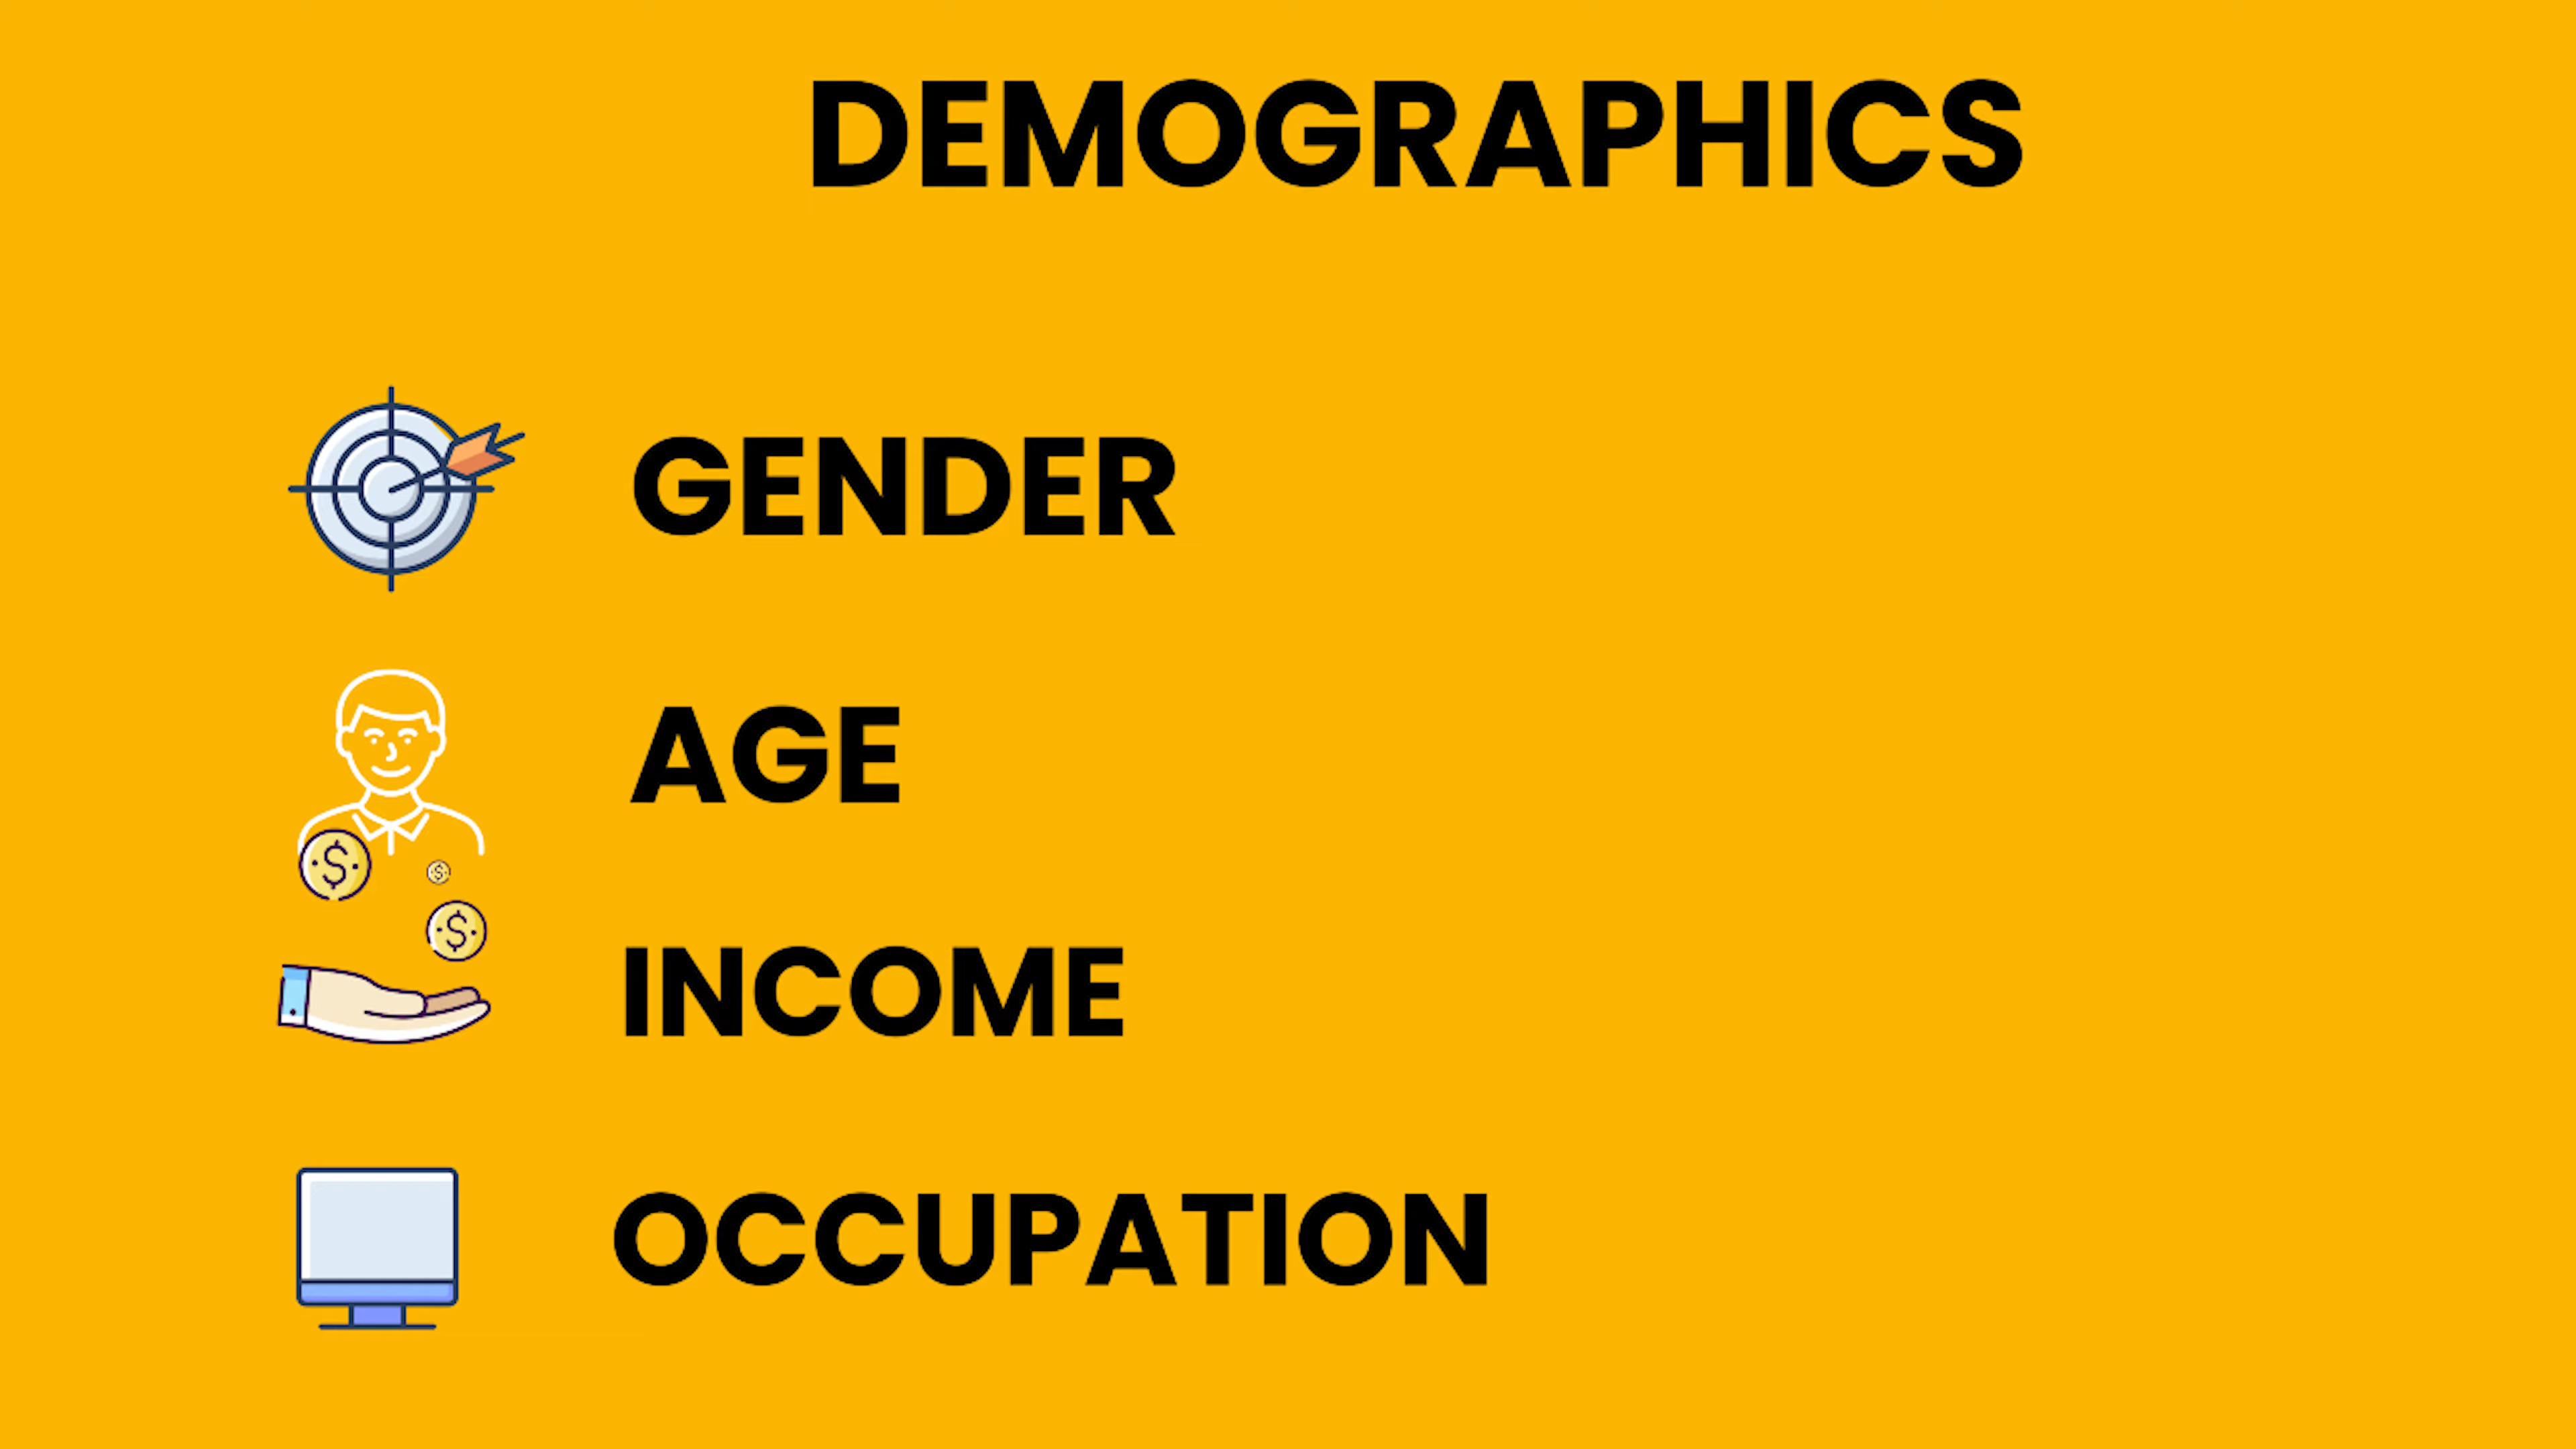 DEMOGRAPHICS
GENDER
AGE
$
$
$
INCOME
OCCUPATION